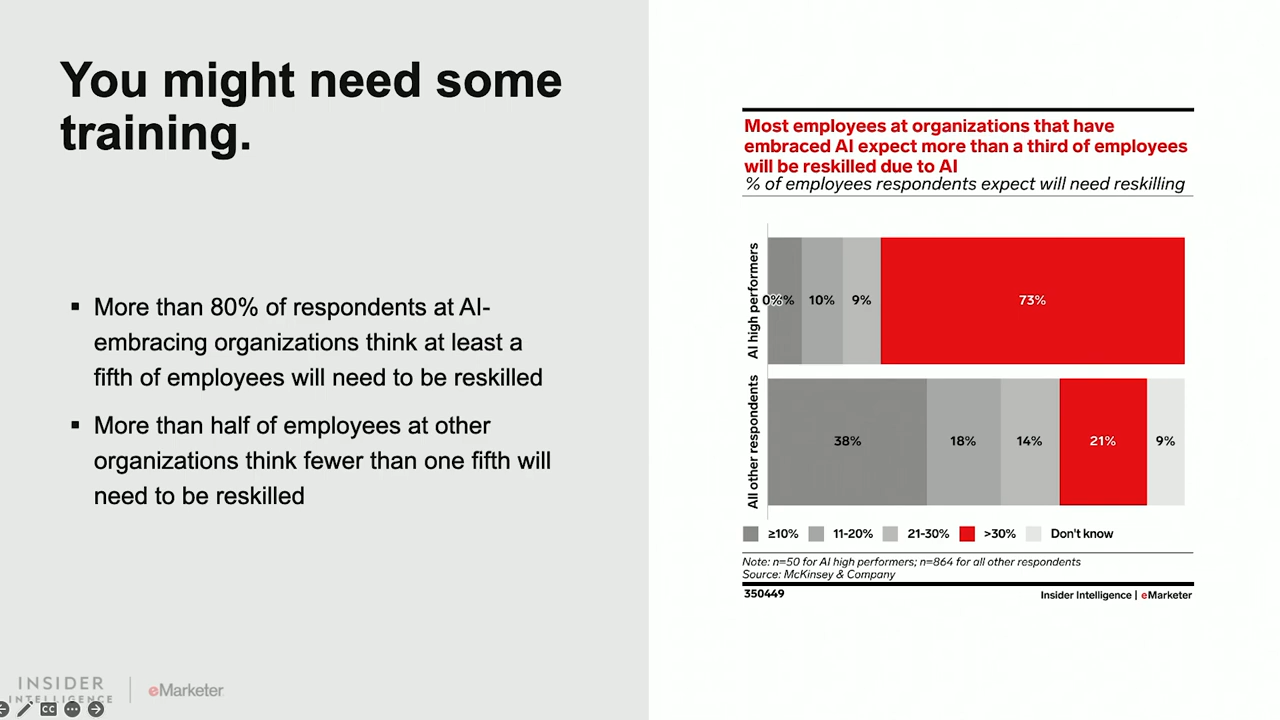 You might need some
training.
▪ More than 80% of respondents at AI-
embracing organizations think at least a
fifth of employees will need to be reskilled
▪ More than half of employees at other
organizations think fewer than one fifth will
need to be reskilled
INSIDER
INTELLIGENCE
eMarketer
CC
Most employees at organizations that have
embraced AI expect more than a third of employees
will be reskilled due to AI
% of employees respondents expect will need reskilling
AI high performers
10%
9%
73%
All other respondents
38%
18%
14%
21%
9%
≥10%
11-20%
21-30%
>30%
Don't know
Note: n=50 for AI high performers; n=864 for all other respondents
Source: McKinsey & Company
350449
Insider Intelligence | eMarketer